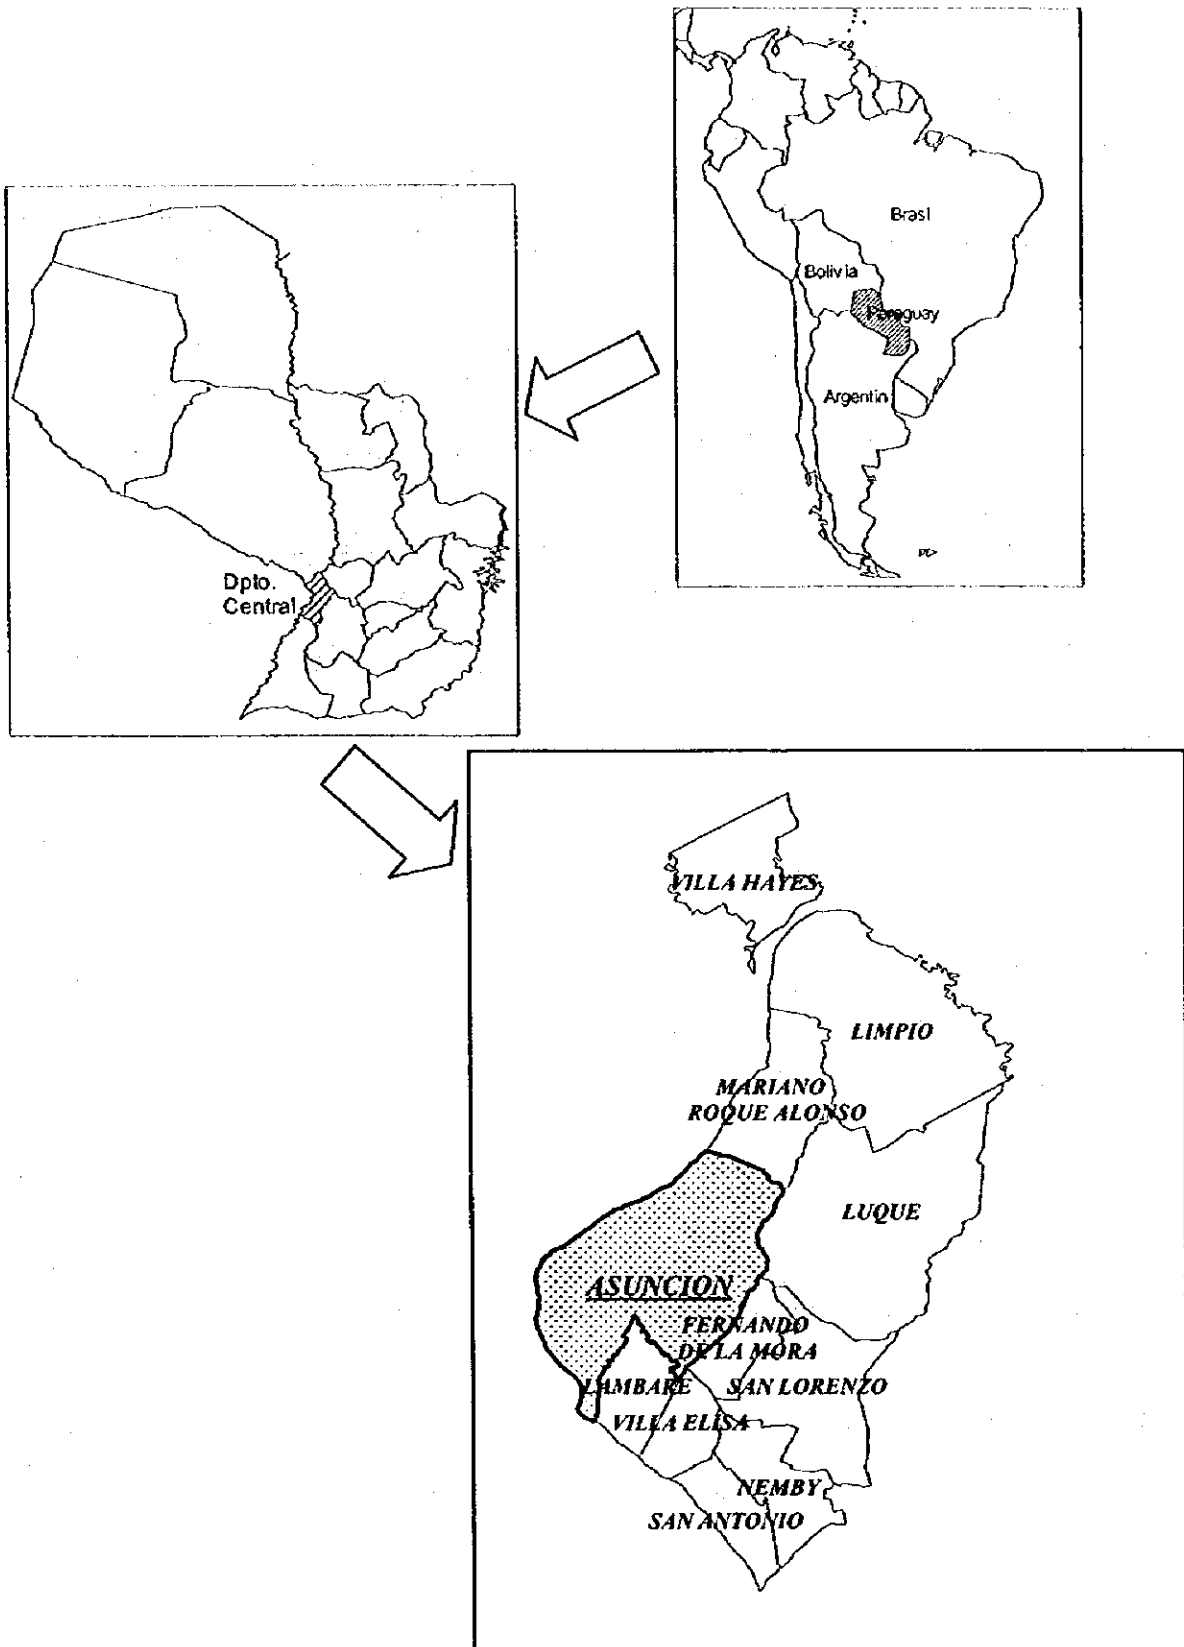 Brasl
Bolivia
Paraguay
Argentin
Dpto.
Central
VILLA HAYES
LIMPIO
MARIANO
ROQUE ALONSO
LUQUE
ASUNCION
FERNANDO
DE LA MORA
LAMBARE
SAN LORENZO
VILLA ELISA
NEMBY
SAN ANTONIO